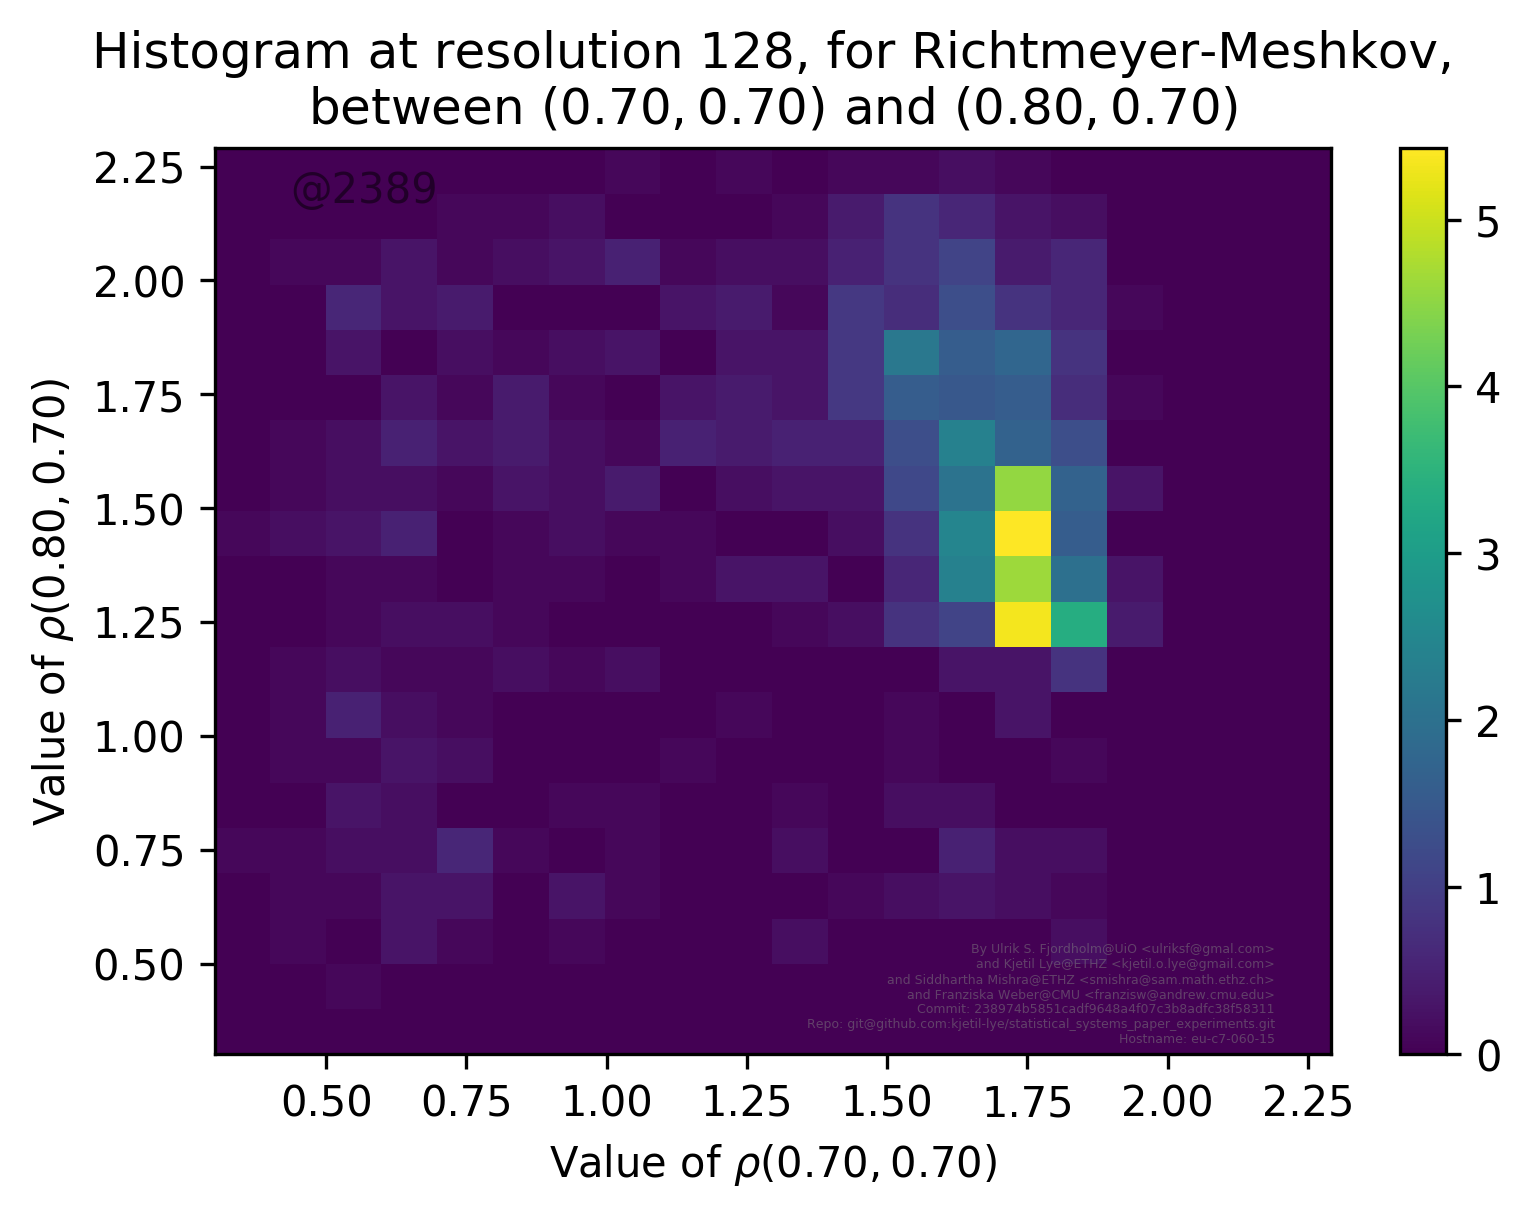 Histogram at resolution 128, for Richtmeyer-Meshkov,
between (0.70, 0.70) and (0.80, 0.70)
@2389
2.25
2.00
1.75
1.50
1.25
1.00
0.75
0.50
Value of ρ(0.80, 0.70)
0.50 0.75 1.00 1.25 1.50 1.75 2.00 2.25
Value of ρ(0.70, 0.70)
5
4
3
2
1
0
By Ulrik S. Fjordholm@UiO <ulriksf@gmal.com>
and Kjetil Lye@ETHZ <kjetil.o.lye@gmail.com>
and Siddhartha Mishra@ETHZ <smishra@sam.math.ethz.ch>
and Franziska Weber@CMU <franzisw@andrew.cmu.edu>
Commit: 238974b5851cadf9648a4f07c3b8adfc38f58311
Repo: git@github.com:kjetil-lye/statistical_systems_paper_experiments.git
Hostname: eu-c7-060-15